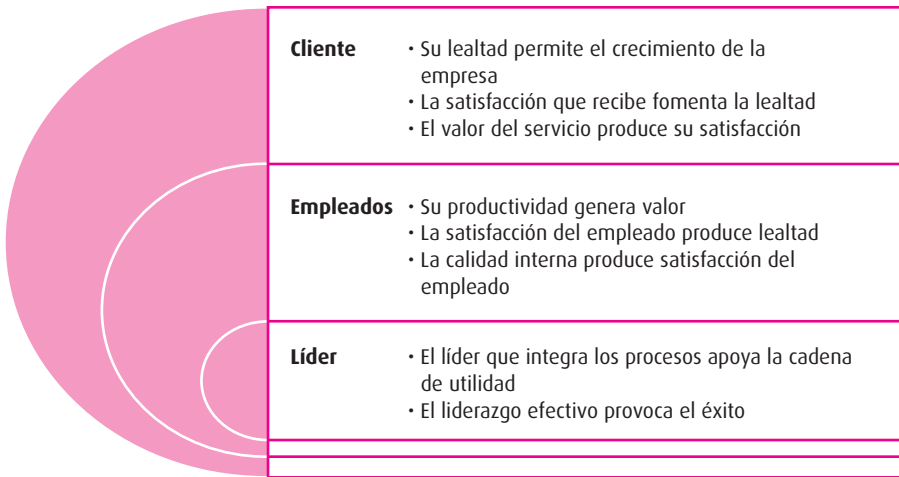 Cliente · Su lealtad permite el crecimiento de la
empresa
· La satisfacción que recibe fomenta la lealtad
· El valor del servicio produce su satisfacción
Empleados · Su productividad genera valor
· La satisfacción del empleado produce lealtad
· La calidad interna produce satisfacción del
empleado
Líder · El líder que integra los procesos apoya la cadena
de utilidad
· El liderazgo efectivo provoca el éxito